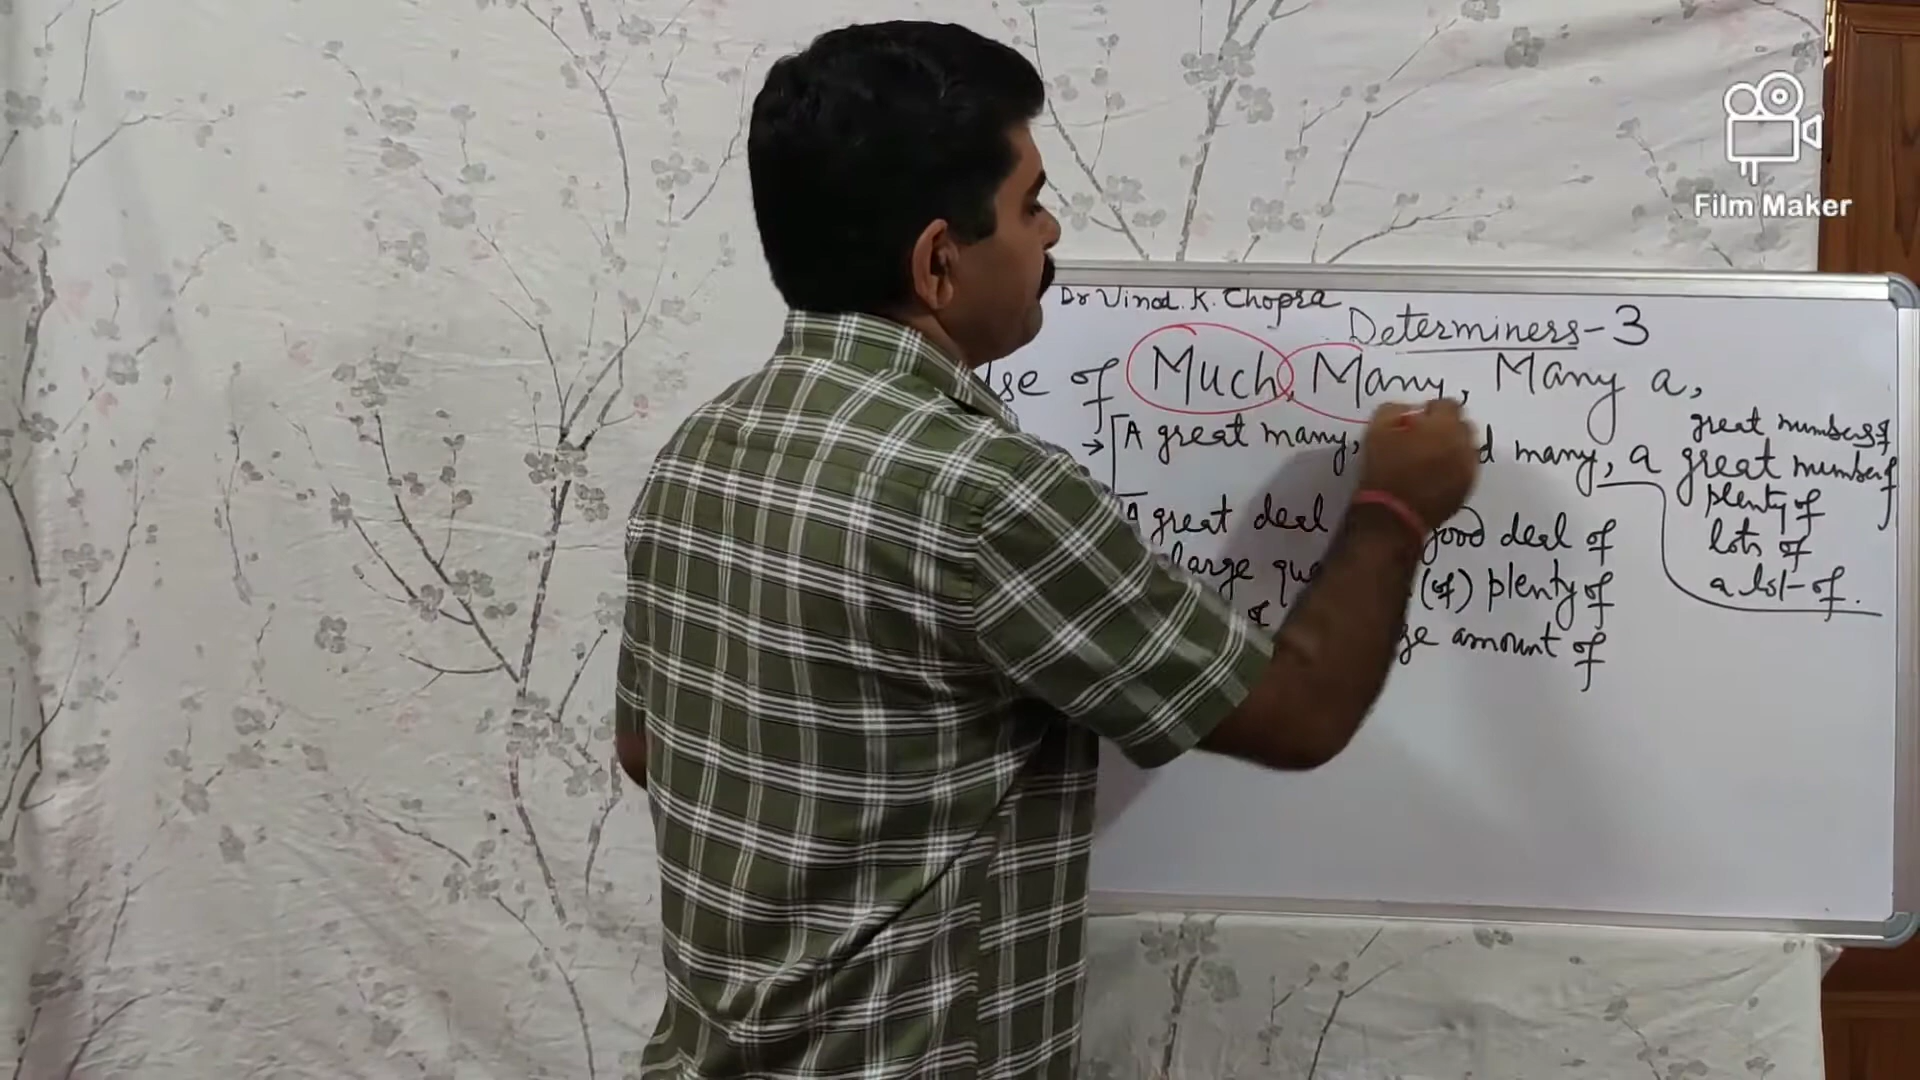 Film Maker
Dr Vinod. K. Chopra
Determiners-3
of Much, Many, Many a,
A great many, many, a great number of
great numbers of
plenty of
lots of
a lot of.
A great deal good deal of
large (of) plenty of
of amount of